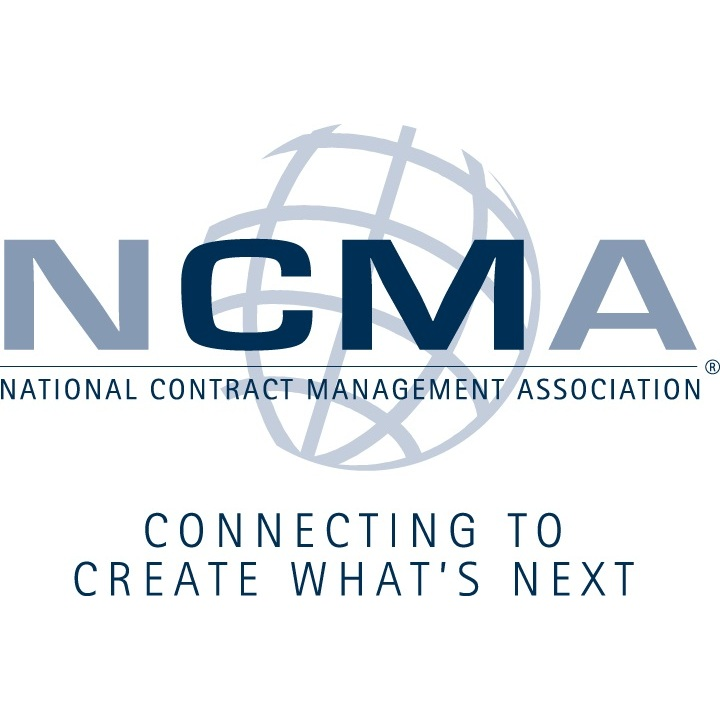 NCMA
®
NATIONAL CONTRACT MANAGEMENT ASSOCIATION
CONNECTING TO
CREATE WHAT'S NEXT